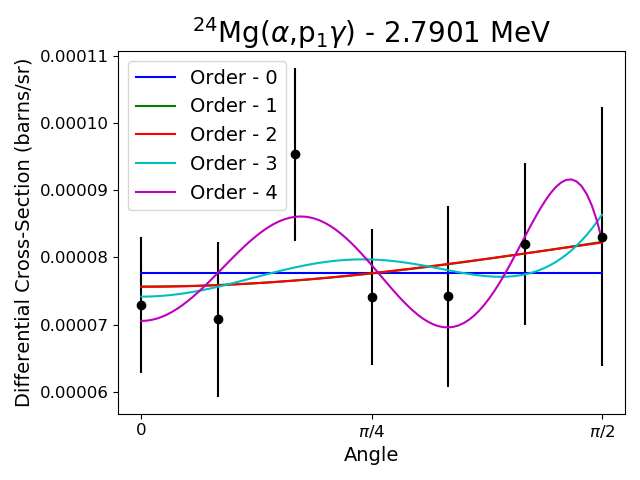 ²⁴Mg(α,p₁γ) - 2.7901 MeV
Differential Cross-Section (barns/sr)
0.00011
0.00010
0.00009
0.00008
0.00007
0.00006
Order - 0
Order - 1
Order - 2
Order - 3
Order - 4
0
π/4
π/2
Angle